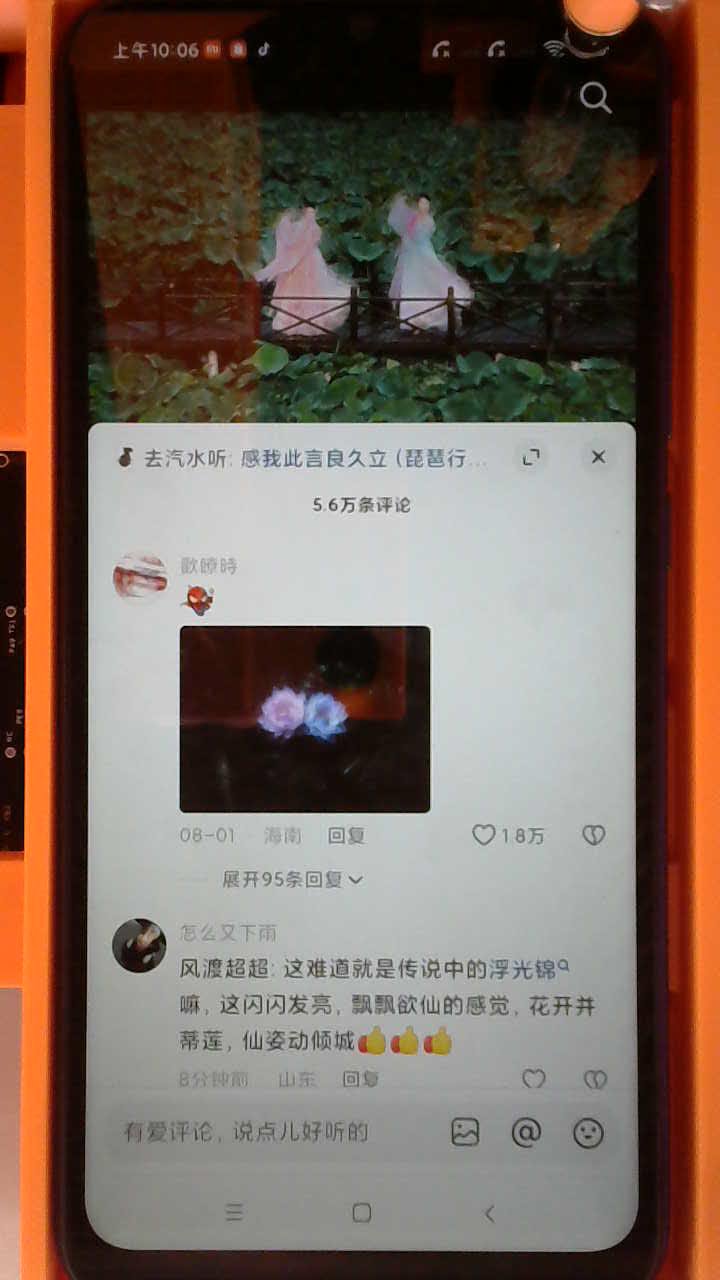 上午10:06
去汽水听: 感我此言良久立 (琵琶行...
5.6万条评论
歌暸時
08-01 海南 回复
1.8万
展开95条回复
怎么又下雨
风渡超超: 这难道就是传说中的浮光锦
嘛, 这闪闪发亮, 飘飘欲仙的感觉, 花开并
蒂莲, 仙姿动倾城
8分钟前 山东 回复
有爱评论, 说点儿好听的